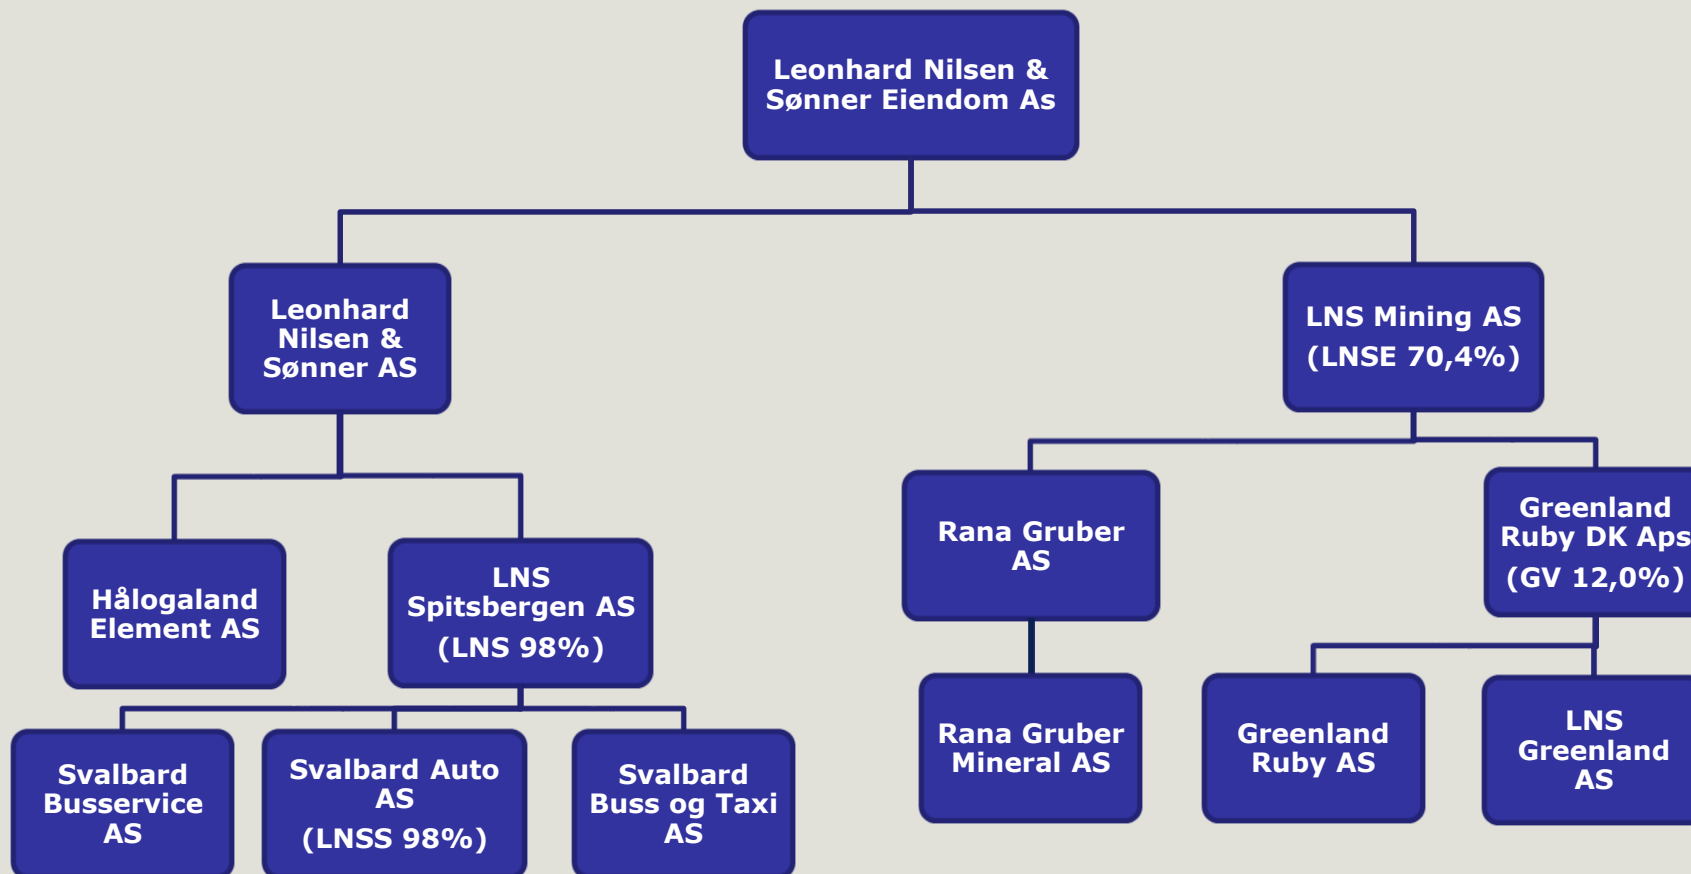 Leonhard Nilsen &
Sønner Eiendom As
Leonhard
Nilsen &
Sønner AS
LNS Mining AS
(LNSE 70,4%)
Hålogaland
Element AS
LNS
Spitsbergen AS
(LNS 98%)
Rana Gruber
AS
Greenland
Ruby DK Aps
(GV 12,0%)
Svalbard
Busservice
AS
Svalbard Auto
AS
(LNSS 98%)
Svalbard
Buss og Taxi
AS
Rana Gruber
Mineral AS
Greenland
Ruby AS
LNS
Greenland
AS